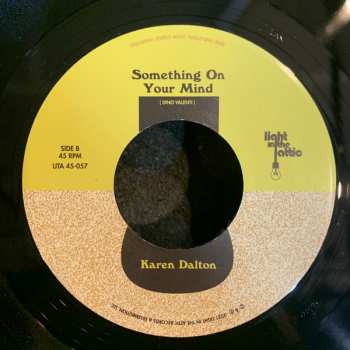 Something On
Your Mind
( DINO VALENTI )
SIDE B
45 RPM
LITA 45-057
light
in the
attic
Karen Dalton